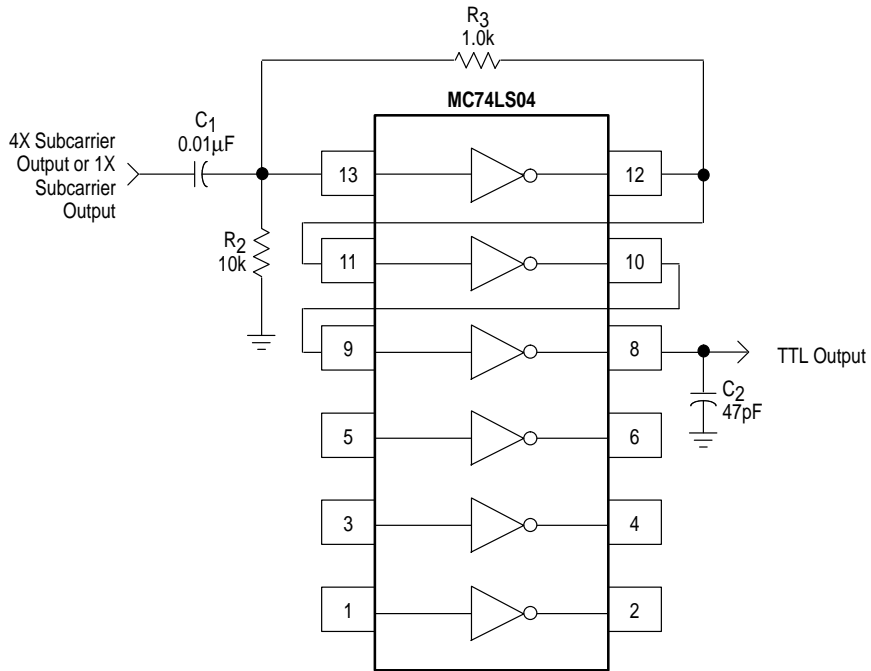 R3
1.0k
MC74LS04
C1
0.01µF
4X Subcarrier
Output or 1X
Subcarrier
Output
13
12
R2
10k
11
10
9
8
TTL Output
C2
47pF
5
6
3
4
1
2